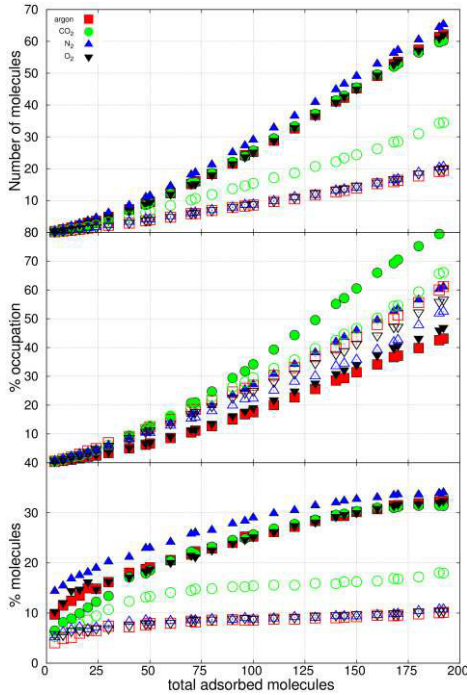 argon
CO2
N2
O2
Number of molecules
70
60
50
40
30
20
10
80
% occupation
70
60
50
40
30
20
10
40
% molecules
30
20
10
0
0 25 50 75 100 125 150 175 200
total adsorbed molecules